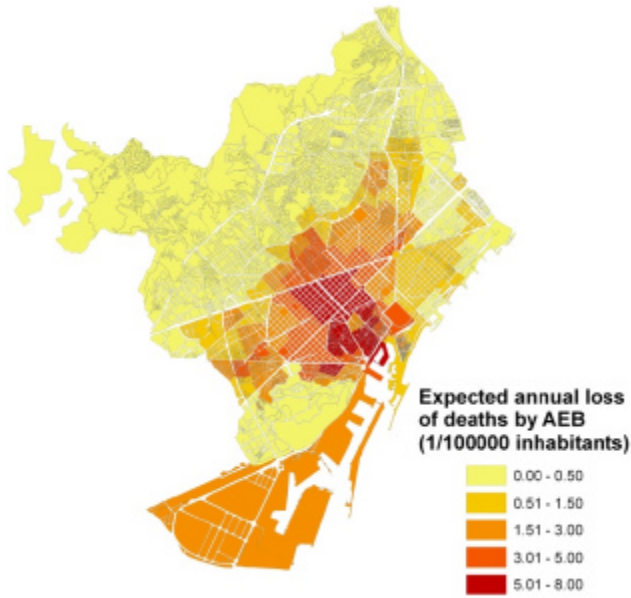 Expected annual loss
of deaths by AEB
(1/100000 inhabitants)
0.00 - 0.50
0.51 - 1.50
1.51 - 3.00
3.01 - 5.00
5.01 - 8.00